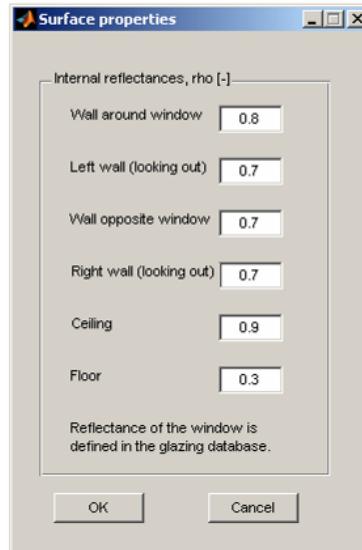 Surface properties
Internal reflectances, rho [-]
Wall around window 0.8
Left wall (looking out) 0.7
Wall opposite window 0.7
Right wall (looking out) 0.7
Ceiling 0.9
Floor 0.3
Reflectance of the window is
defined in the glazing database.
OK Cancel